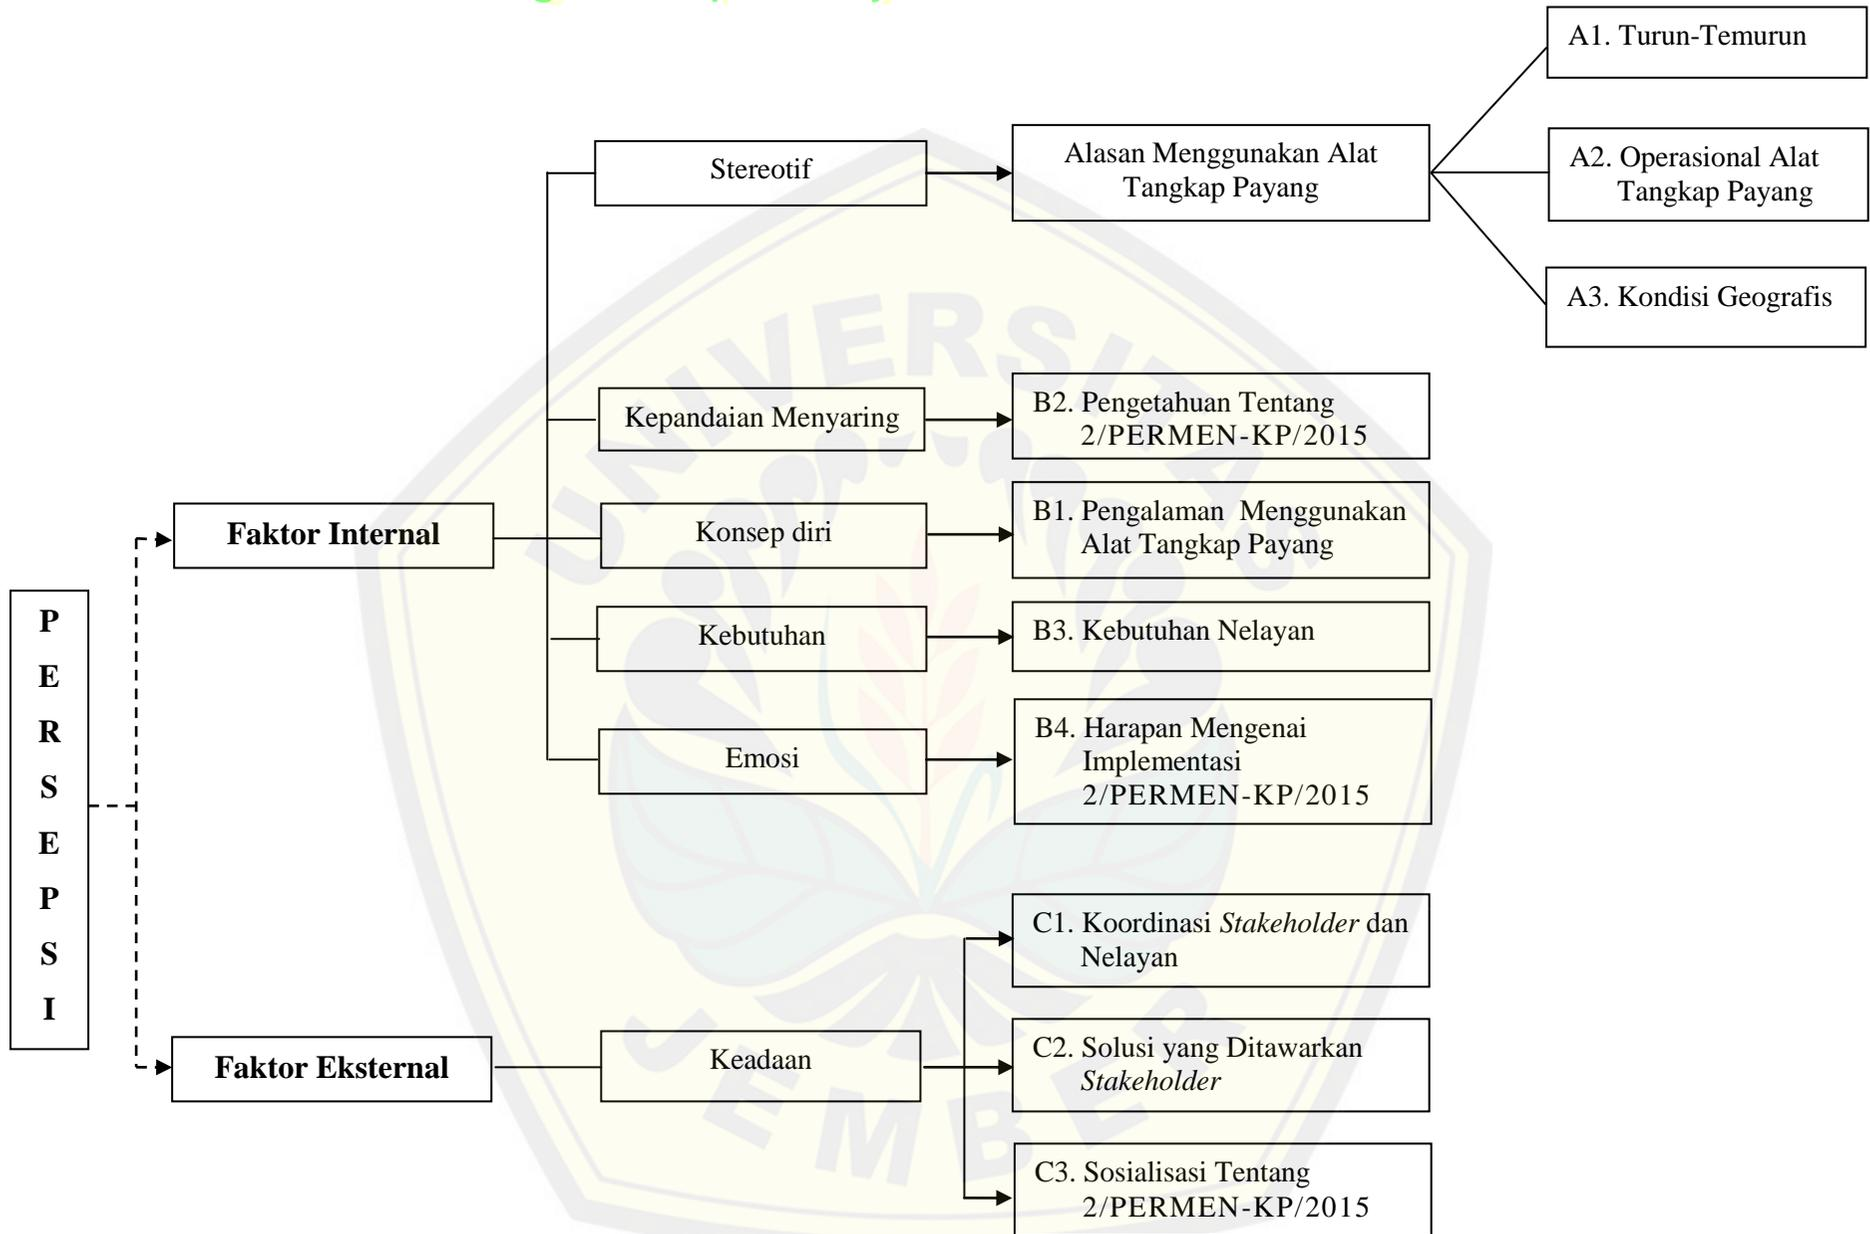 A1. Turun-Temurun
Stereotif
Alasan Menggunakan Alat
Tangkap Payang
A2. Operasional Alat
Tangkap Payang
A3. Kondisi Geografis
Kepandaian Menyaring
B2. Pengetahuan Tentang
2/PERMEN-KP/2015
Faktor Internal
Konsep diri
B1. Pengalaman Menggunakan
Alat Tangkap Payang
Kebutuhan
B3. Kebutuhan Nelayan
Emosi
B4. Harapan Mengenai
Implementasi
2/PERMEN-KP/2015
P
E
R
S
E
P
S
I
C1. Koordinasi Stakeholder dan
Nelayan
Faktor Eksternal
Keadaan
C2. Solusi yang Ditawarkan
Stakeholder
C3. Sosialisasi Tentang
2/PERMEN-KP/2015
UNIVERSITAS
JEMBER